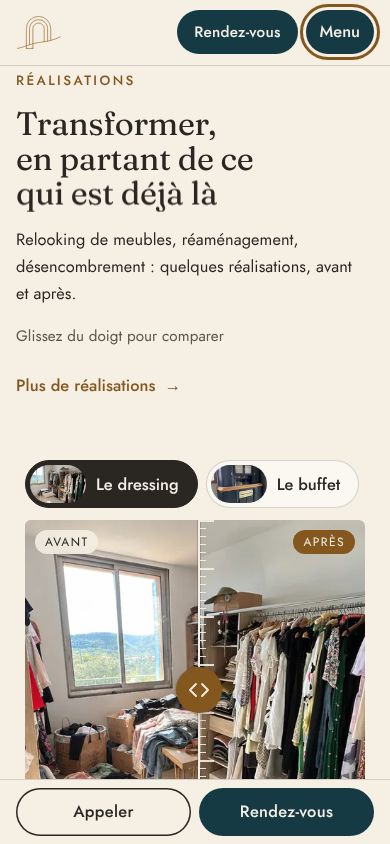 Rendez-vous
Menu
RÉALISATIONS
Transformer,
en partant de ce
qui est déjà là
Relooking de meubles, réaménagement,
désencombrement : quelques réalisations, avant
et après.
Glissez du doigt pour comparer
Plus de réalisations →
Le dressing
Le buffet
AVANT
APRÈS
Appeler
Rendez-vous